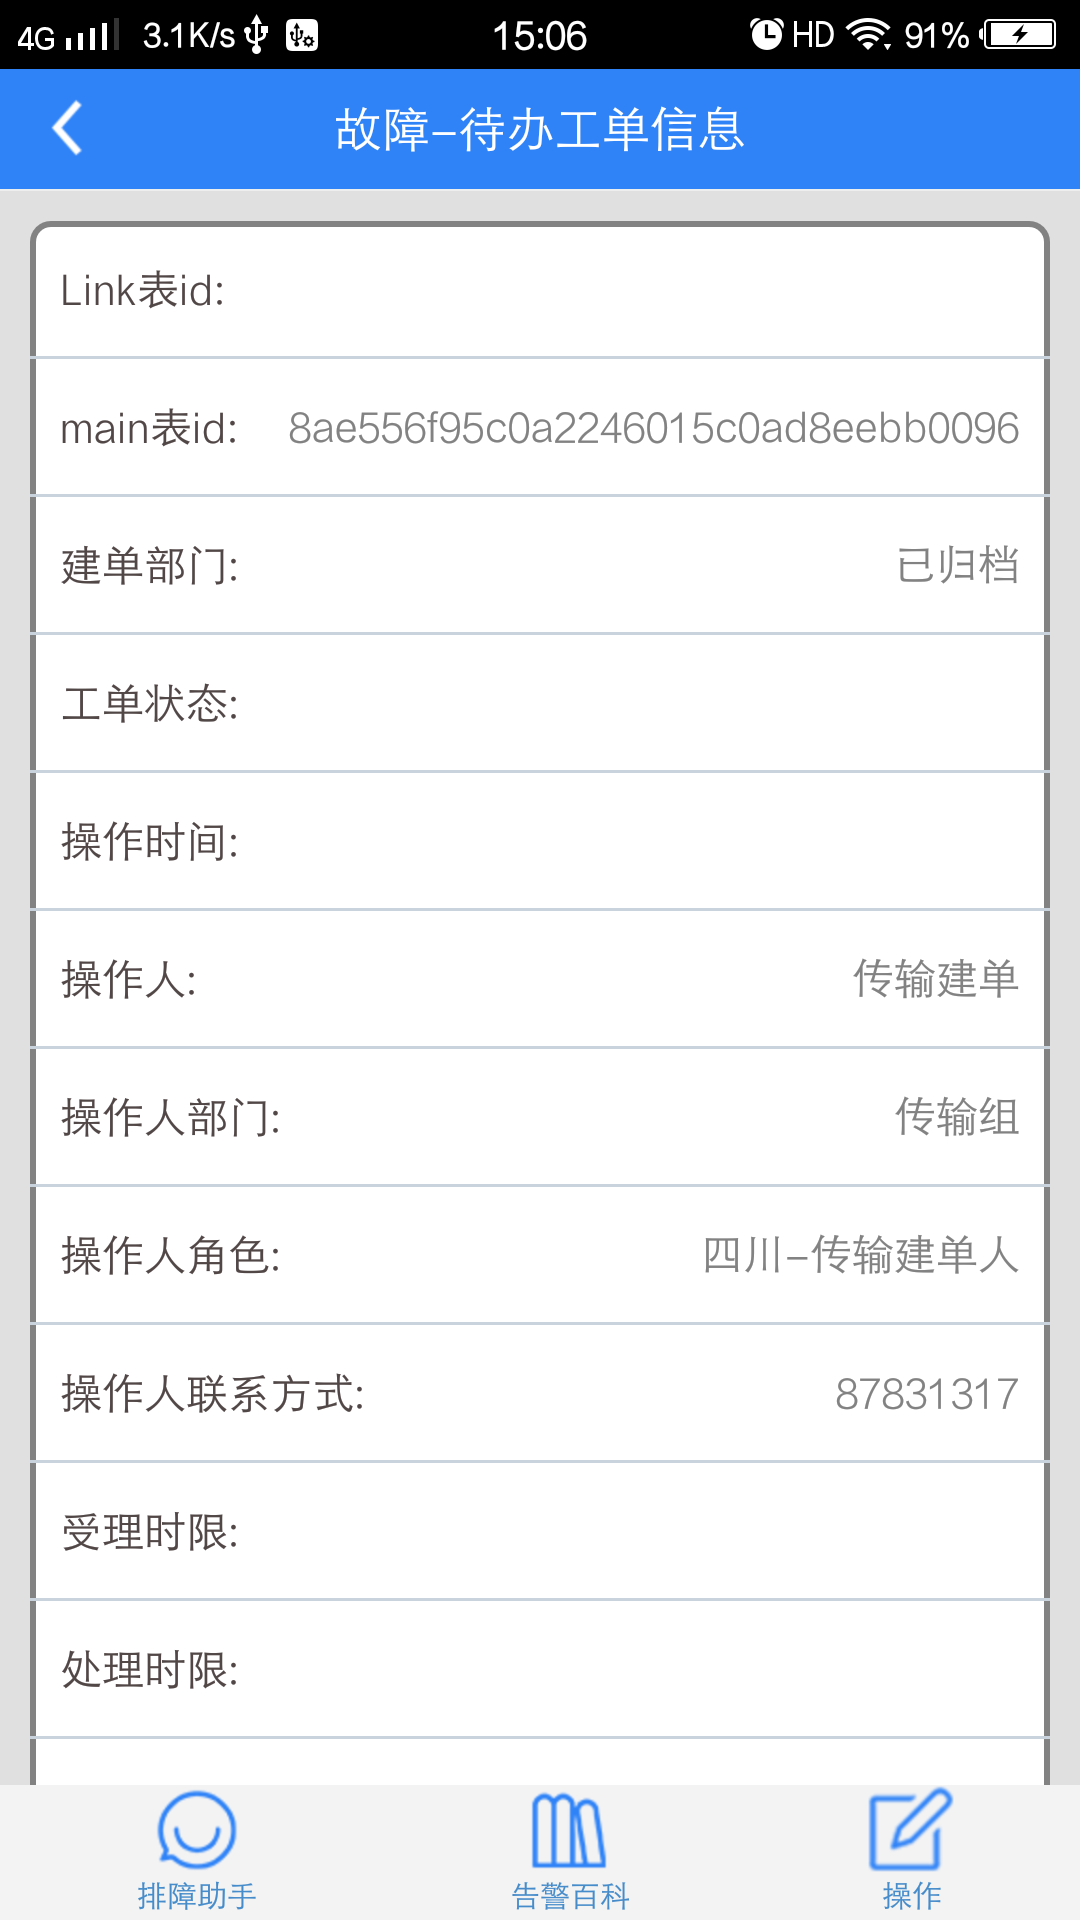 4G 3.1K/s 15:06 HD 91%
故障-待办工单信息
Link表id:
main表id: 8ae556f95c0a2246015c0ad8eebb0096
建单部门: 已归档
工单状态:
操作时间:
操作人: 传输建单
操作人部门: 传输组
操作人角色: 四川-传输建单人
操作人联系方式: 87831317
受理时限:
处理时限:
排障助手 告警百科 操作